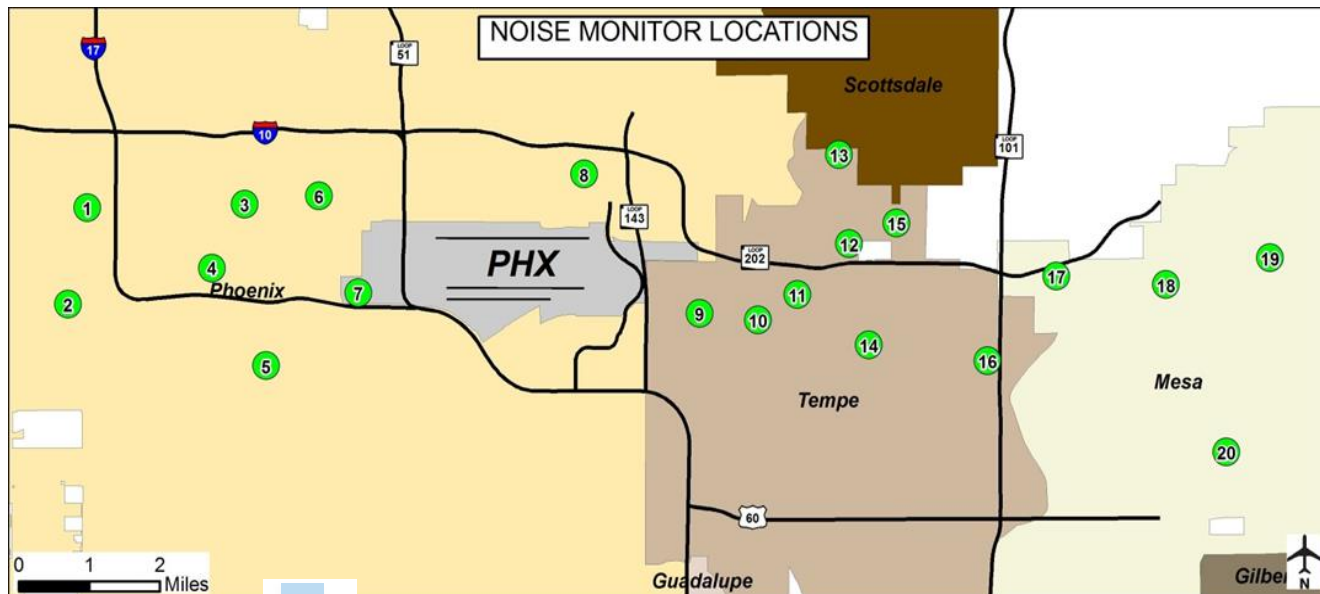 NOISE MONITOR LOCATIONS
17
LOOP
51
Scottsdale
10
LOOP
101
13
8
6
3
1
LOOP
143
15
12
PHX
LOOP
202
19
4
Phoenix
7
17
18
11
2
9
10
14
16
5
Mesa
Tempe
20
60
0 1 2
Miles
Guadalupe
Gilber
N